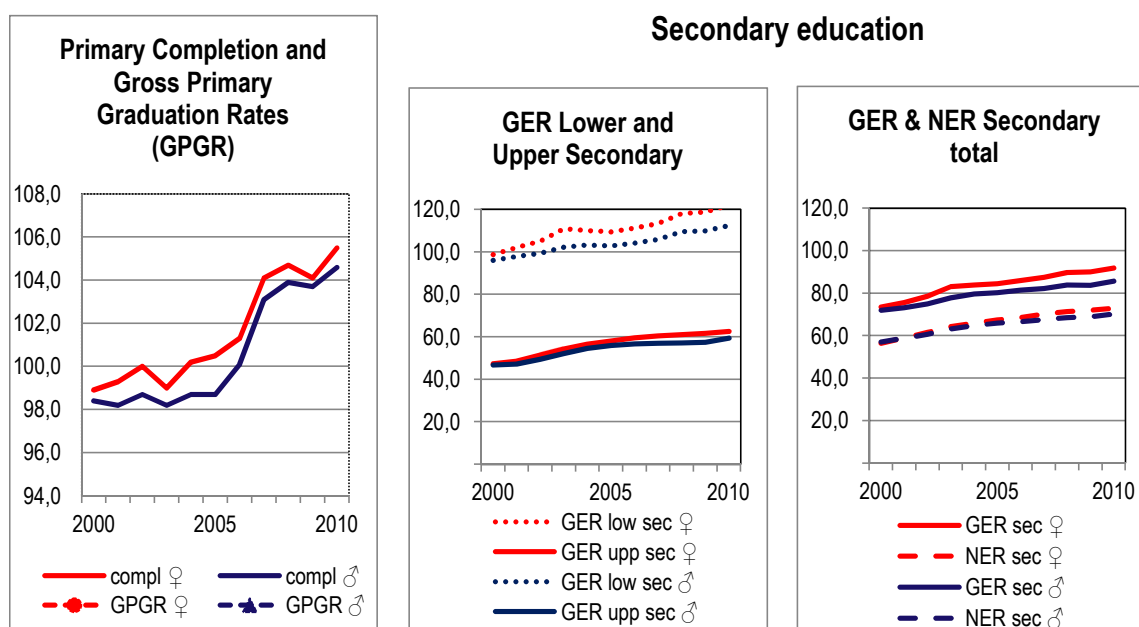 Secondary education
Primary Completion and
Gross Primary
Graduation Rates
(GPGR)
108,0
106,0
104,0
102,0
100,0
98,0
96,0
94,0
2000 2005 2010
compl ♀ compl ♂
GPGR ♀ GPGR ♂
GER Lower and
Upper Secondary
120,0
100,0
80,0
60,0
40,0
20,0
2000 2005 2010
GER low sec ♀
GER upp sec ♀
GER low sec ♂
GER upp sec ♂
GER & NER Secondary
total
120,0
100,0
80,0
60,0
40,0
20,0
2000 2005 2010
GER sec ♀
NER sec ♀
GER sec ♂
NER sec ♂